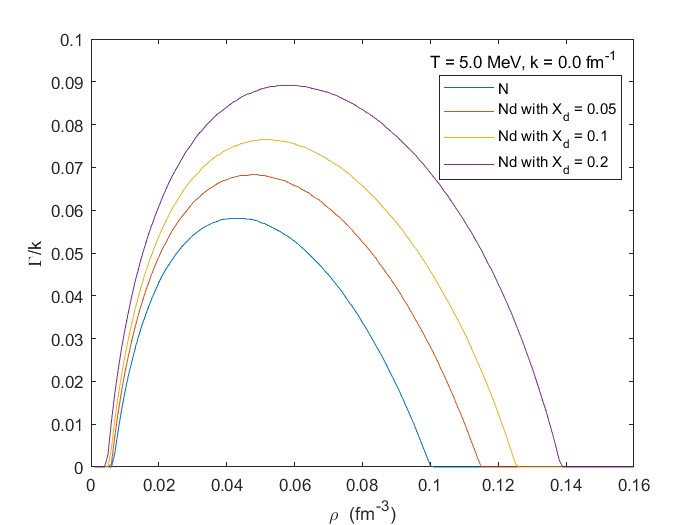 0.1
0.09
0.08
0.07
0.06
0.05
0.04
0.03
0.02
0.01
0
Γ/k
T = 5.0 MeV, k = 0.0 fm⁻¹
N
Nd with X_d = 0.05
Nd with X_d = 0.1
Nd with X_d = 0.2
0 0.02 0.04 0.06 0.08 0.1 0.12 0.14 0.16
ρ (fm⁻³)